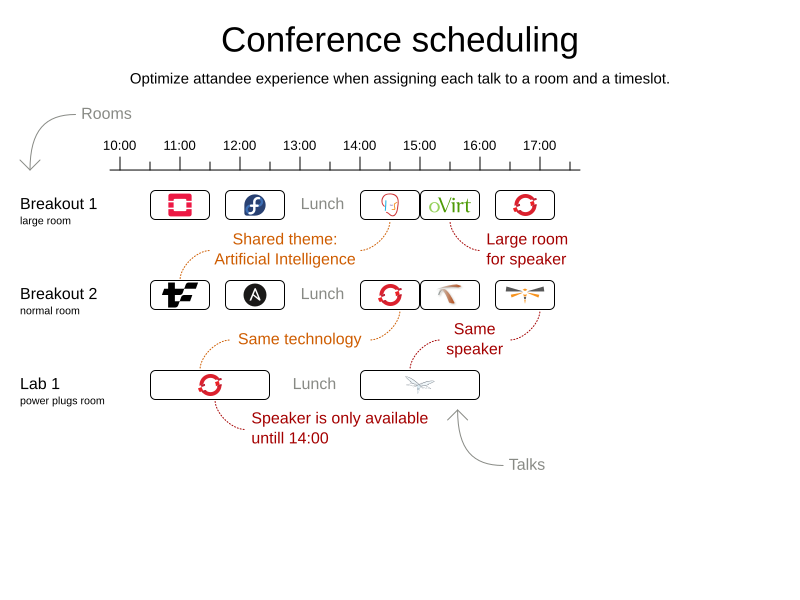 Conference scheduling
Optimize attandee experience when assigning each talk to a room and a timeslot.
Rooms
10:00 11:00 12:00 13:00 14:00 15:00 16:00 17:00
Breakout 1
large room
Lunch
oVirt
Shared theme:
Artificial Intelligence
Large room
for speaker
Breakout 2
normal room
A
Lunch
Same technology
Same
speaker
Lab 1
power plugs room
Lunch
Speaker is only available
untill 14:00
Talks